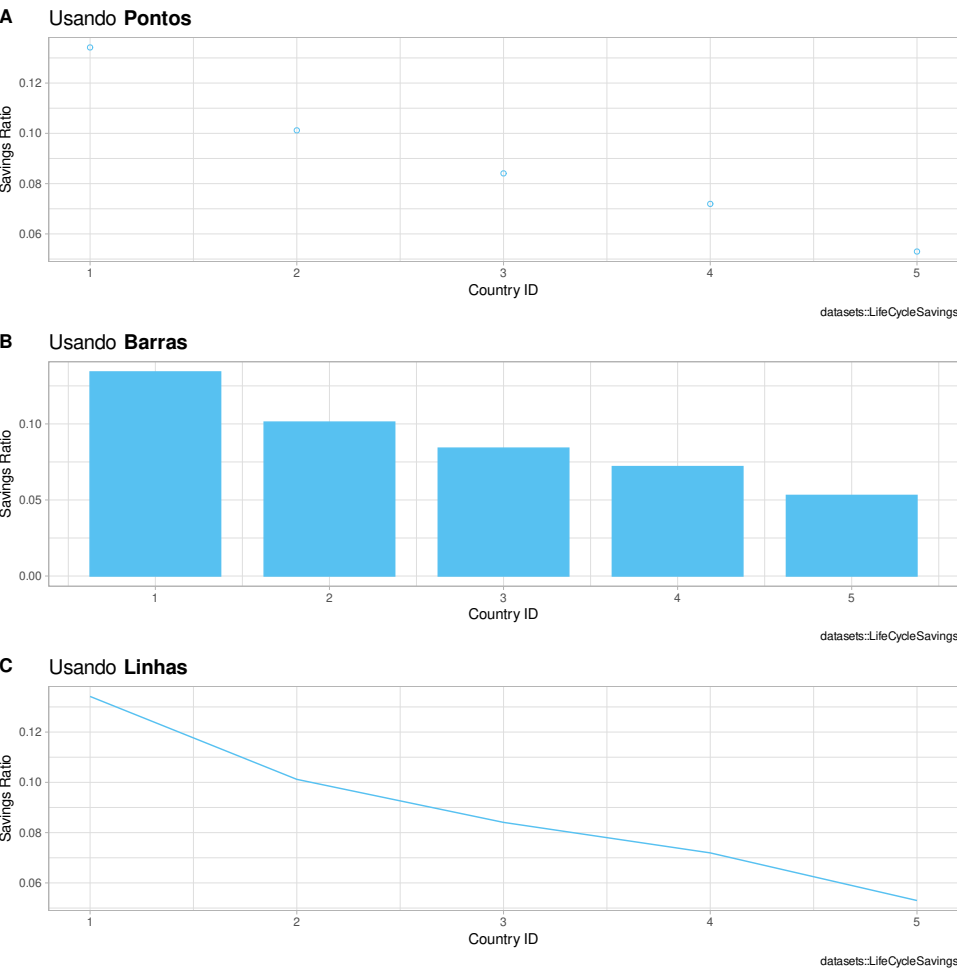 A Usando Pontos
Savings Ratio
0.12
0.10
0.08
0.06
1 2 3 4 5
Country ID
datasets::LifeCycleSavings
B Usando Barras
Savings Ratio
0.10
0.05
0.00
1 2 3 4 5
Country ID
datasets::LifeCycleSavings
C Usando Linhas
Savings Ratio
0.12
0.10
0.08
0.06
1 2 3 4 5
Country ID
datasets::LifeCycleSavings